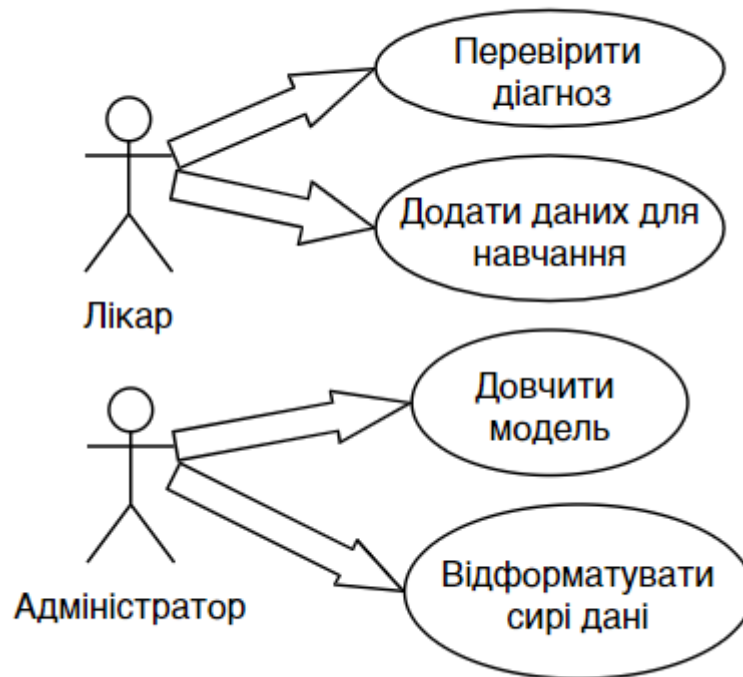 Перевірити
діагноз
Додати даних для
навчання
Лікар
Довчити
модель
Відформатувати
сирі дані
Адміністратор